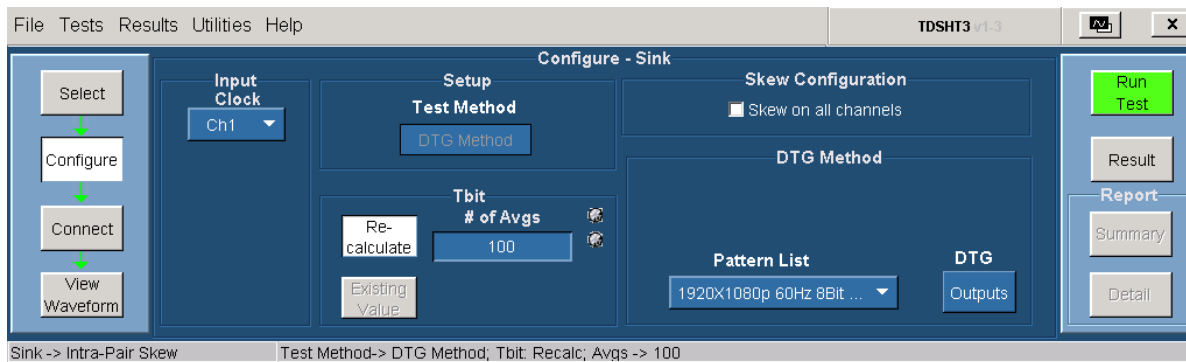 File Tests Results Utilities Help
TDSHT3 v1-3
X
Configure - Sink
Select
Configure
Connect
View
Waveform
Input
Clock
Ch1
Setup
Test Method
DTG Method
Tbit
Re-
calculate
# of Avgs
100
Existing
Value
Skew Configuration
Skew on all channels
DTG Method
Pattern List
1920X1080p 60Hz 8Bit ...
DTG
Outputs
Run
Test
Result
Report
Summary
Detail
Sink -> Intra-Pair Skew
Test Method-> DTG Method; Tbit: Recalc; Avgs -> 100